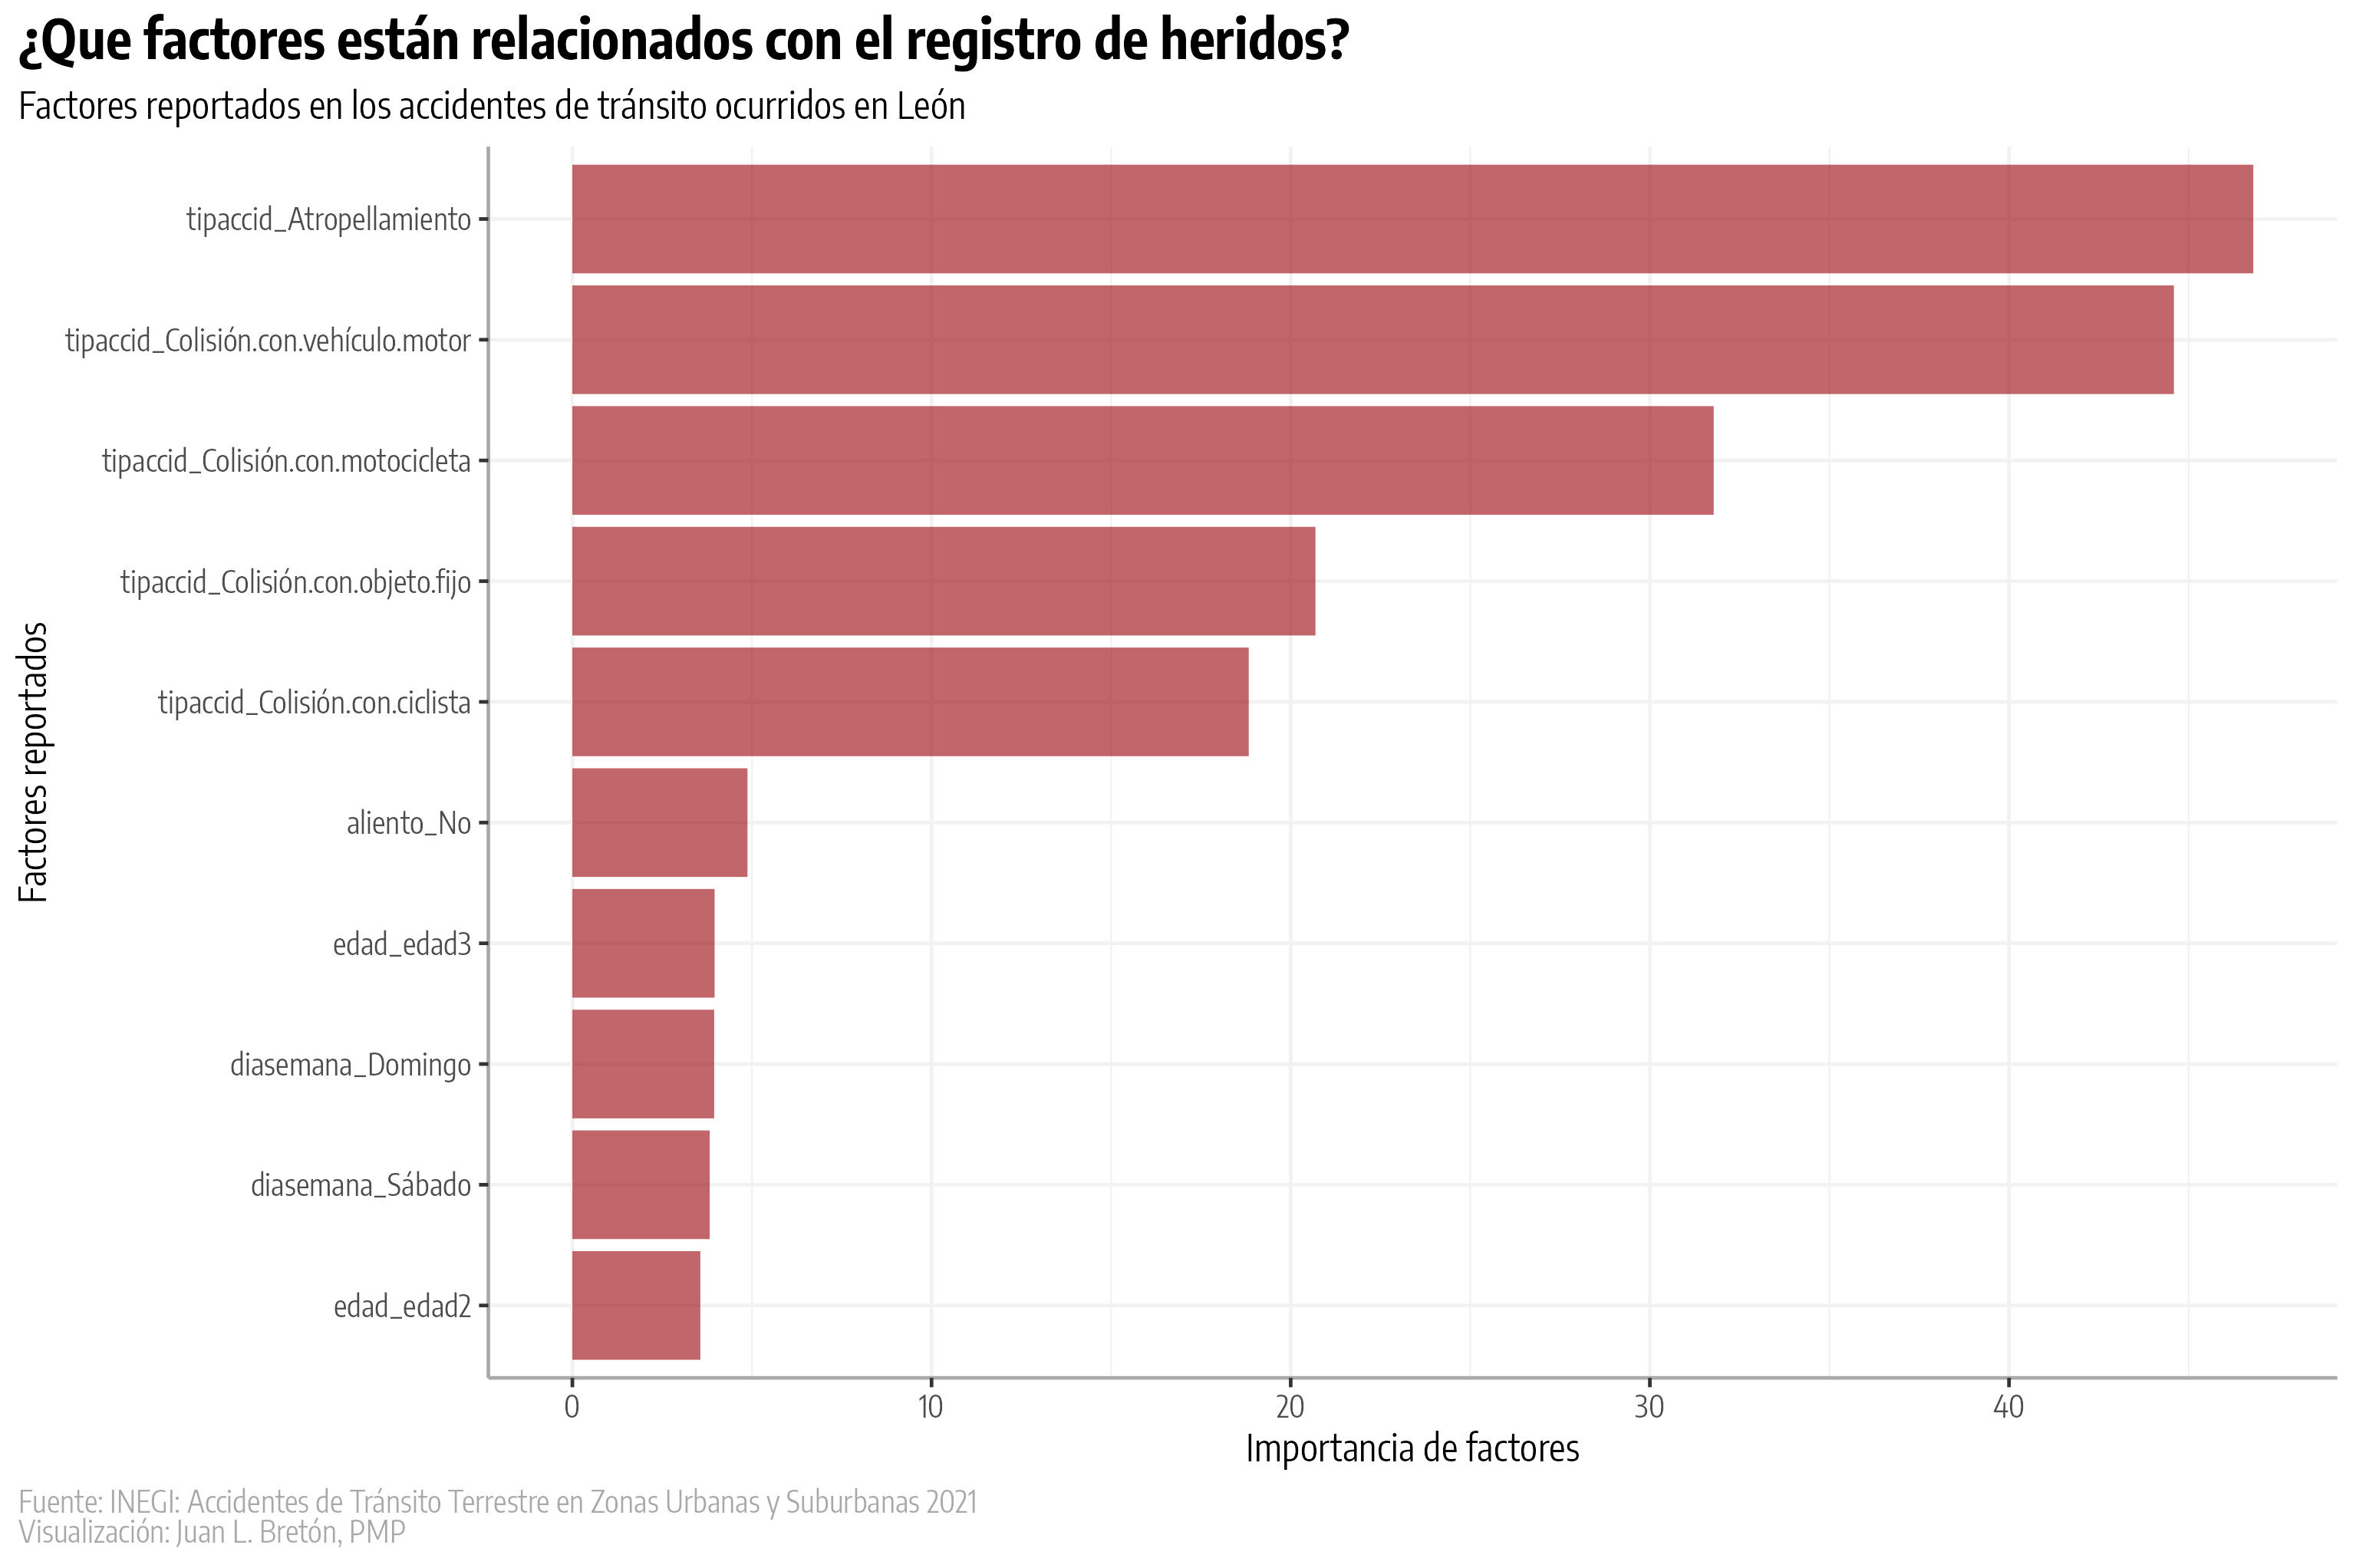 ¿Que factores están relacionados con el registro de heridos?
Factores reportados en los accidentes de tránsito ocurridos en León
Factores reportados
tipaccid_Atropellamiento
tipaccid_Colisión.con.vehículo.motor
tipaccid_Colisión.con.motocicleta
tipaccid_Colisión.con.objeto.fijo
tipaccid_Colisión.con.ciclista
aliento_No
edad_edad3
diasemana_Domingo
diasemana_Sábado
edad_edad2
0 10 20 30 40
Importancia de factores
Fuente: INEGI: Accidentes de Tránsito Terrestre en Zonas Urbanas y Suburbanas 2021
Visualización: Juan L. Bretón, PMP